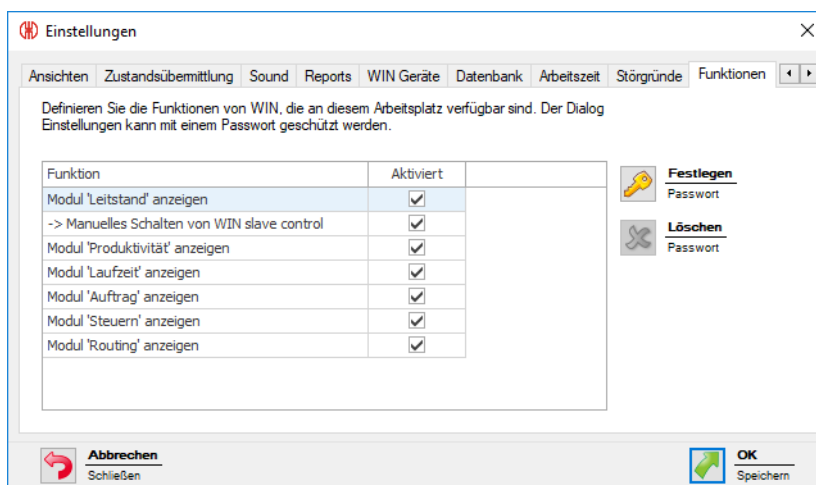 Einstellungen
Ansichten Zustandsübermittlung Sound Reports WIN Geräte Datenbank Arbeitszeit Störgründe Funktionen
Definieren Sie die Funktionen von WIN, die an diesem Arbeitsplatz verfügbar sind. Der Dialog
Einstellungen kann mit einem Passwort geschützt werden.
Funktion Aktiviert
Modul 'Leitstand' anzeigen
-> Manuelles Schalten von WIN slave control
Modul 'Produktivität' anzeigen
Modul 'Laufzeit' anzeigen
Modul 'Auftrag' anzeigen
Modul 'Steuern' anzeigen
Modul 'Routing' anzeigen
Festlegen
Passwort
Löschen
Passwort
Abbrechen
Schließen
OK
Speichern